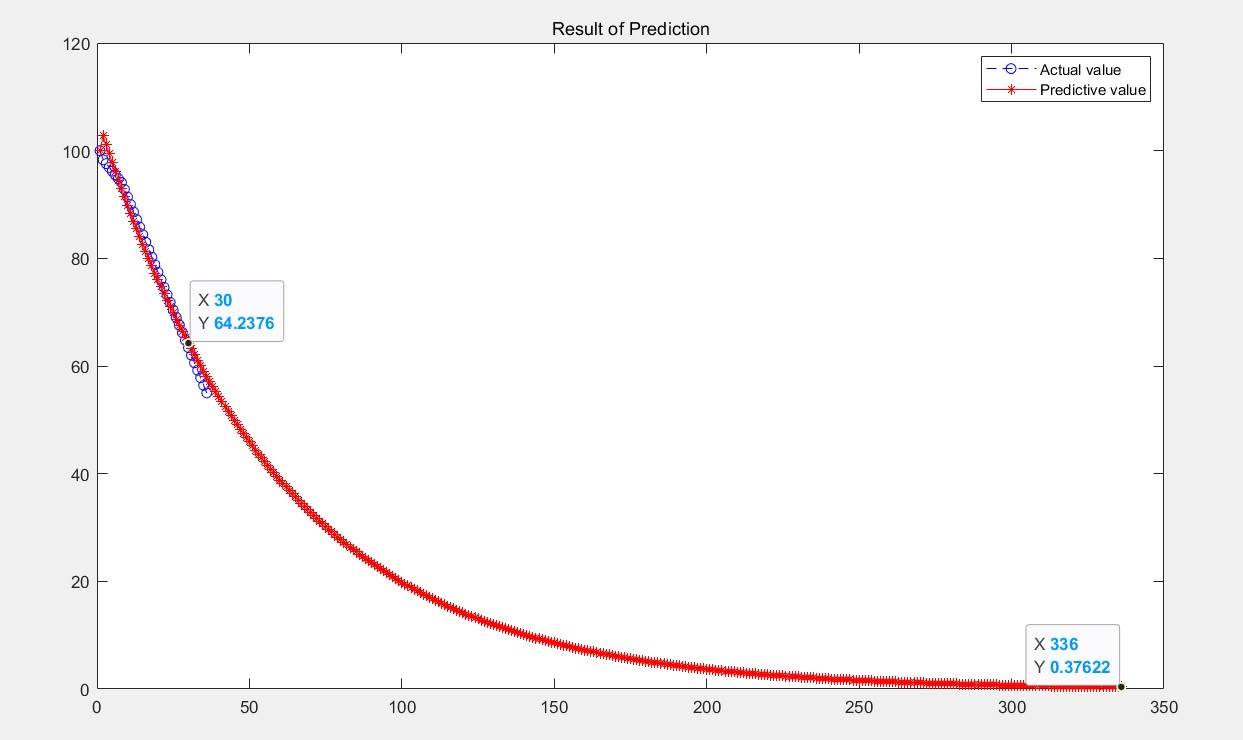 Result of Prediction
120
100
80
60
40
20
0
Actual value
Predictive value
X 30
Y 64.2376
X 336
Y 0.37622
0 50 100 150 200 250 300 350